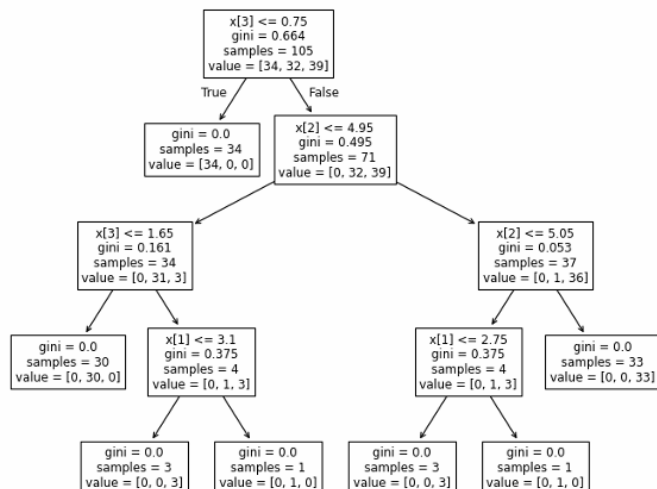 x[3] <= 0.75
gini = 0.664
samples = 105
value = [34, 32, 39]
True
False
gini = 0.0
samples = 34
value = [34, 0, 0]
x[2] <= 4.95
gini = 0.495
samples = 71
value = [0, 32, 39]
x[3] <= 1.65
gini = 0.161
samples = 34
value = [0, 31, 3]
x[2] <= 5.05
gini = 0.053
samples = 37
value = [0, 1, 36]
gini = 0.0
samples = 30
value = [0, 30, 0]
x[1] <= 3.1
gini = 0.375
samples = 4
value = [0, 1, 3]
x[1] <= 2.75
gini = 0.375
samples = 4
value = [0, 1, 3]
gini = 0.0
samples = 33
value = [0, 0, 33]
gini = 0.0
samples = 3
value = [0, 0, 3]
gini = 0.0
samples = 1
value = [0, 1, 0]
gini = 0.0
samples = 3
value = [0, 0, 3]
gini = 0.0
samples = 1
value = [0, 1, 0]